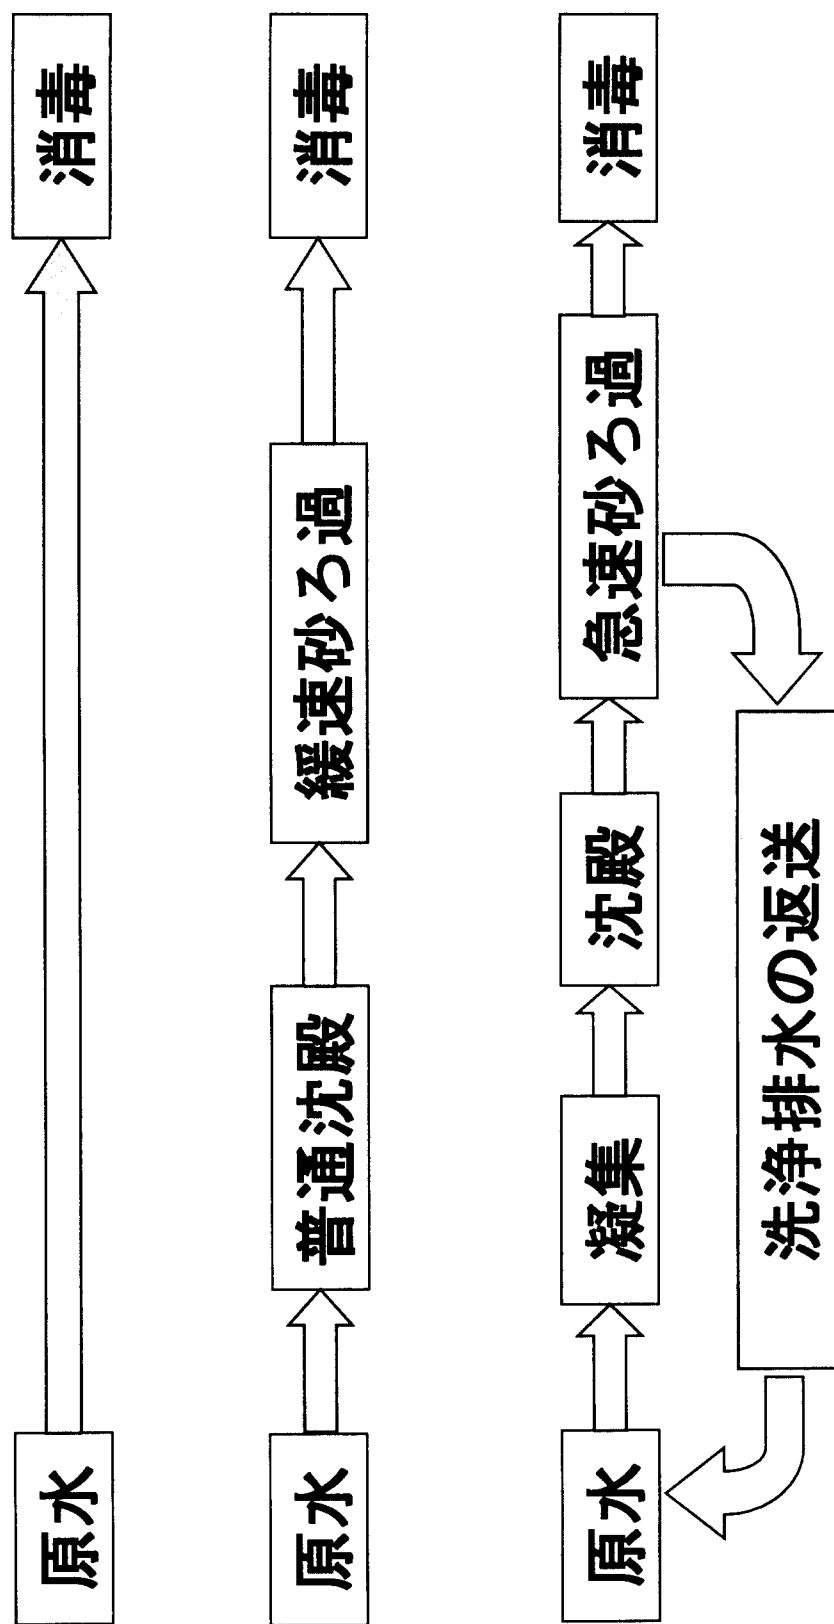 原水
消毒
原水
普通沈殿
緩速砂ろ過
消毒
原水
凝集
沈殿
急速砂ろ過
消毒
洗浄排水の返送